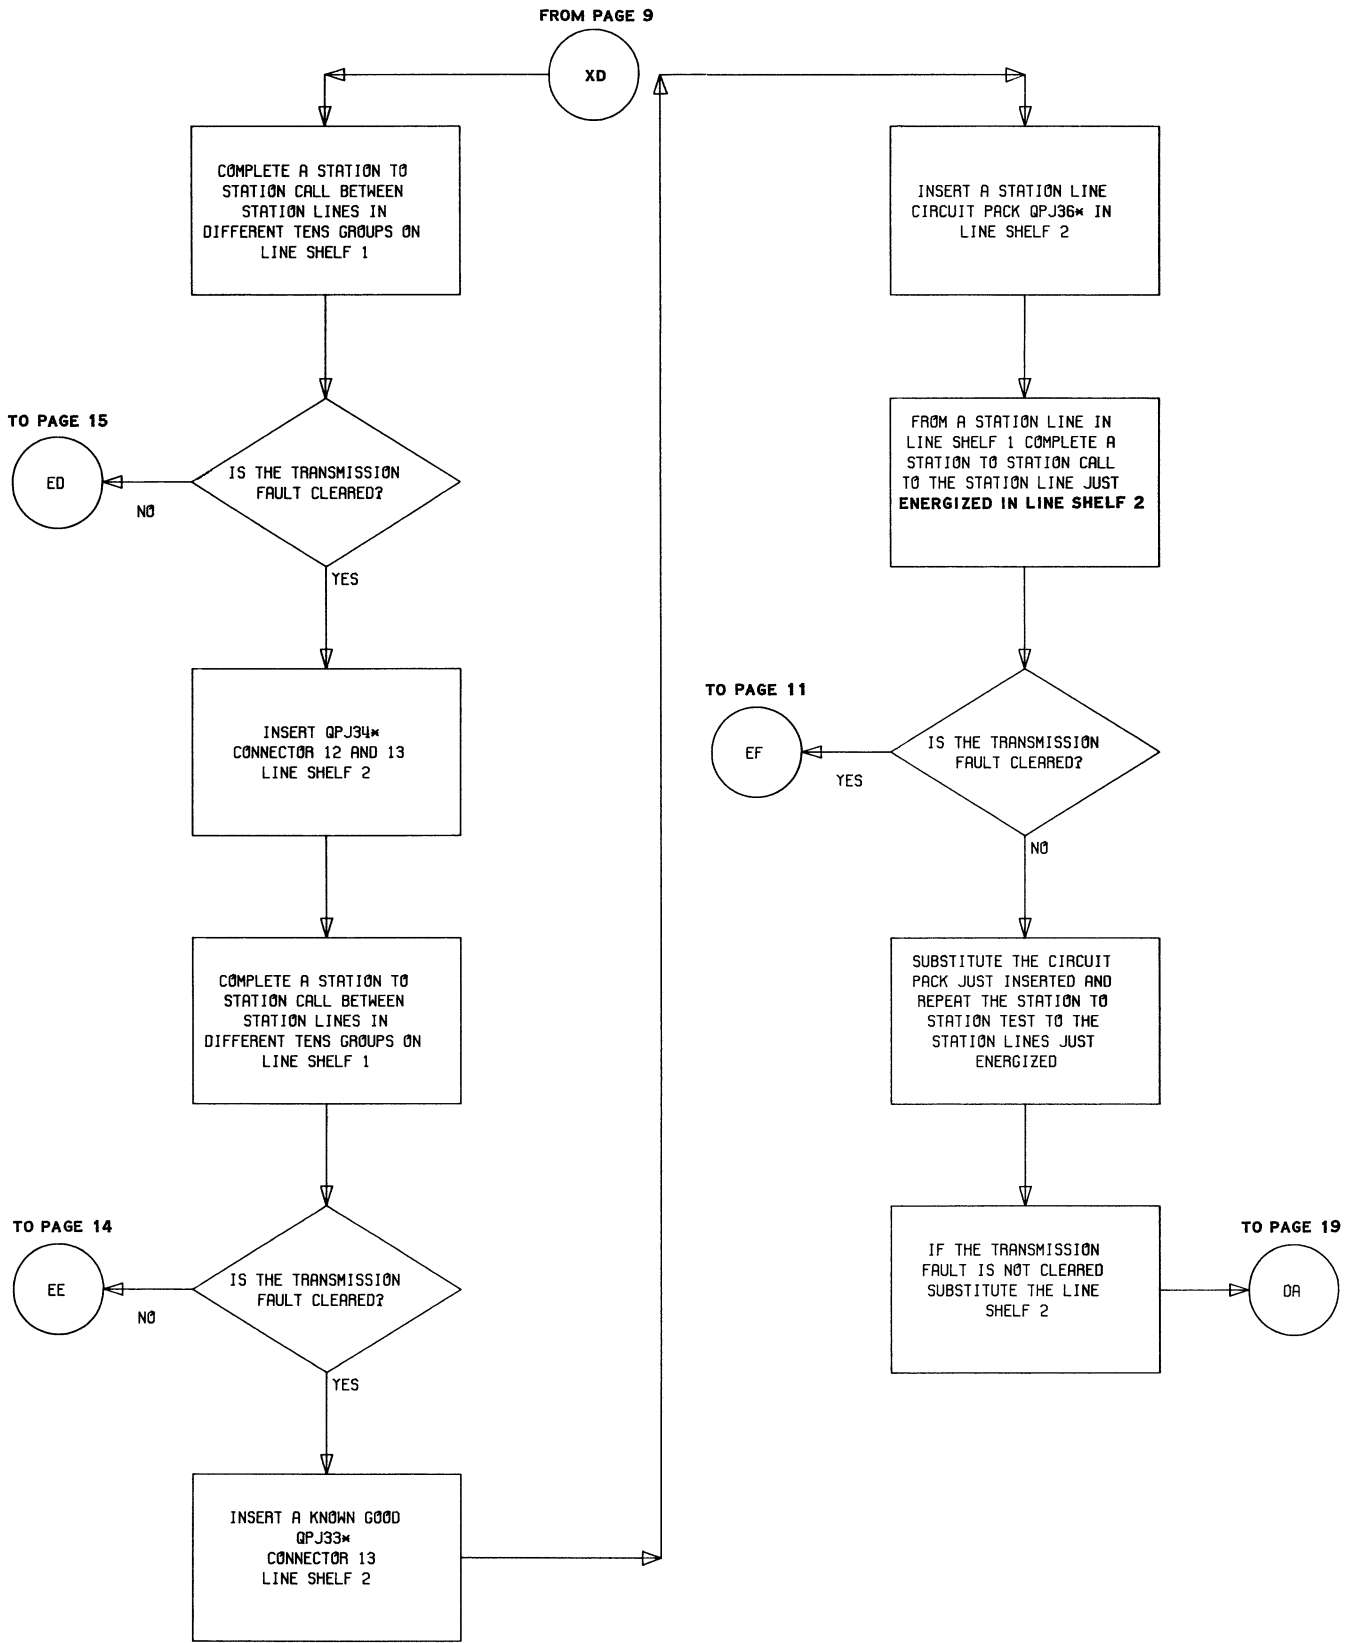 FROM PAGE 9
XD
COMPLETE A STATION TO
STATION CALL BETWEEN
STATION LINES IN
DIFFERENT TENS GROUPS ON
LINE SHELF 1
TO PAGE 15
ED
NO
IS THE TRANSMISSION
FAULT CLEARED?
YES
INSERT QPJ34*
CONNECTOR 12 AND 13
LINE SHELF 2
COMPLETE A STATION TO
STATION CALL BETWEEN
STATION LINES IN
DIFFERENT TENS GROUPS ON
LINE SHELF 1
TO PAGE 14
EE
NO
IS THE TRANSMISSION
FAULT CLEARED?
YES
INSERT A KNOWN GOOD
QPJ33*
CONNECTOR 13
LINE SHELF 2
INSERT A STATION LINE
CIRCUIT PACK QPJ36* IN
LINE SHELF 2
FROM A STATION LINE IN
LINE SHELF 1 COMPLETE A
STATION TO STATION CALL
TO THE STATION LINE JUST
ENERGIZED IN LINE SHELF 2
TO PAGE 11
EF
YES
IS THE TRANSMISSION
FAULT CLEARED?
NO
SUBSTITUTE THE CIRCUIT
PACK JUST INSERTED AND
REPEAT THE STATION TO
STATION TEST TO THE
STATION LINES JUST
ENERGIZED
IF THE TRANSMISSION
FAULT IS NOT CLEARED
SUBSTITUTE THE LINE
SHELF 2
TO PAGE 19
DA